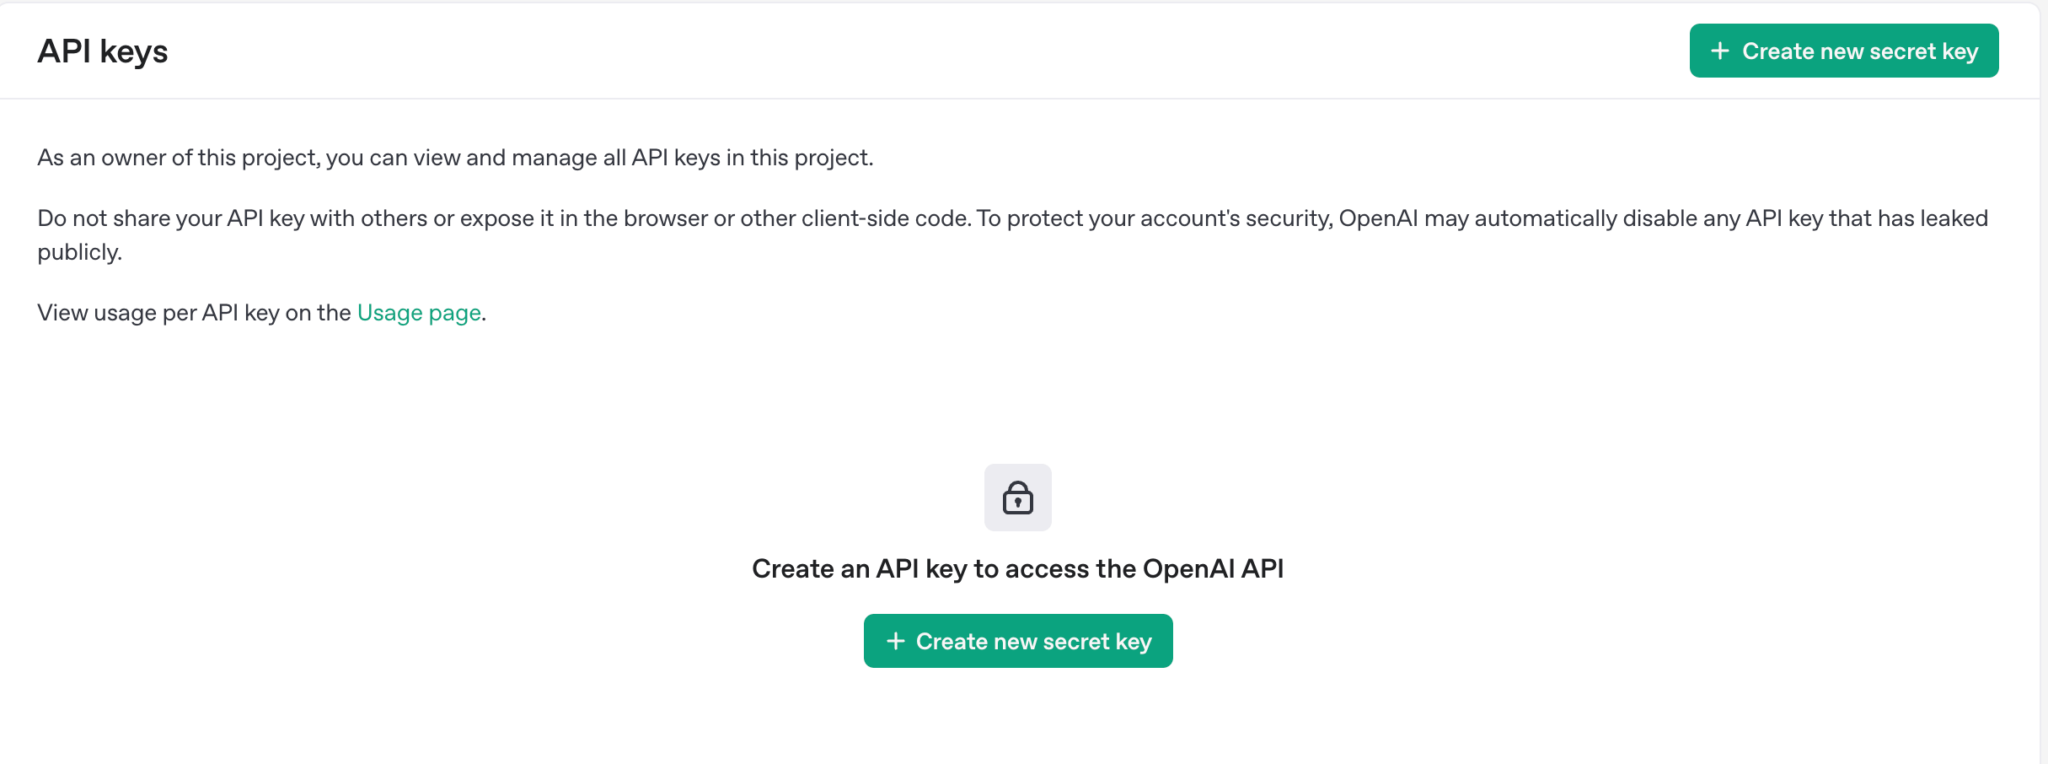 API keys
+ Create new secret key
As an owner of this project, you can view and manage all API keys in this project.
Do not share your API key with others or expose it in the browser or other client-side code. To protect your account's security, OpenAI may automatically disable any API key that has leaked
publicly.
View usage per API key on the Usage page.
Create an API key to access the OpenAI API
+ Create new secret key